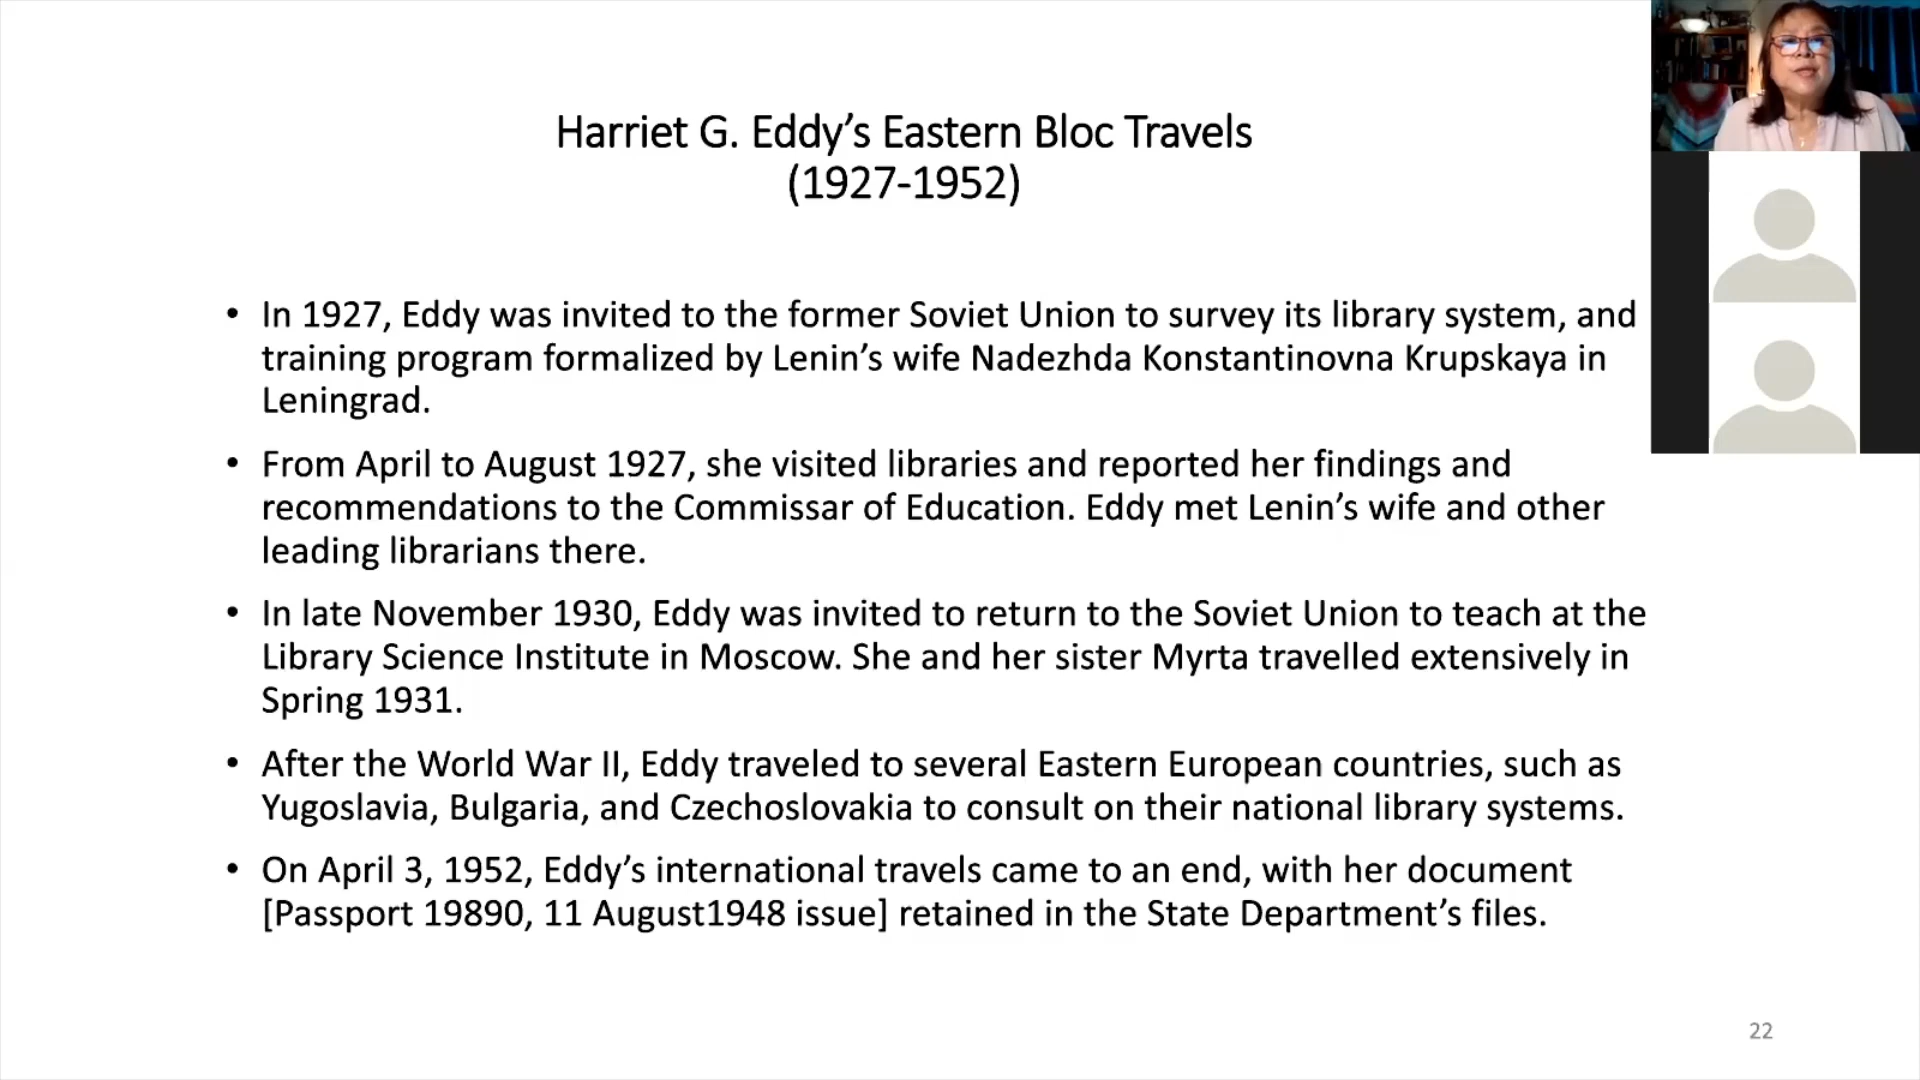 Harriet G. Eddy’s Eastern Bloc Travels
(1927-1952)
• In 1927, Eddy was invited to the former Soviet Union to survey its library system, and
training program formalized by Lenin’s wife Nadezhda Konstantinovna Krupskaya in
Leningrad.
• From April to August 1927, she visited libraries and reported her findings and
recommendations to the Commissar of Education. Eddy met Lenin’s wife and other
leading librarians there.
• In late November 1930, Eddy was invited to return to the Soviet Union to teach at the
Library Science Institute in Moscow. She and her sister Myrta travelled extensively in
Spring 1931.
• After the World War II, Eddy traveled to several Eastern European countries, such as
Yugoslavia, Bulgaria, and Czechoslovakia to consult on their national library systems.
• On April 3, 1952, Eddy’s international travels came to an end, with her document
[Passport 19890, 11 August1948 issue] retained in the State Department’s files.
22